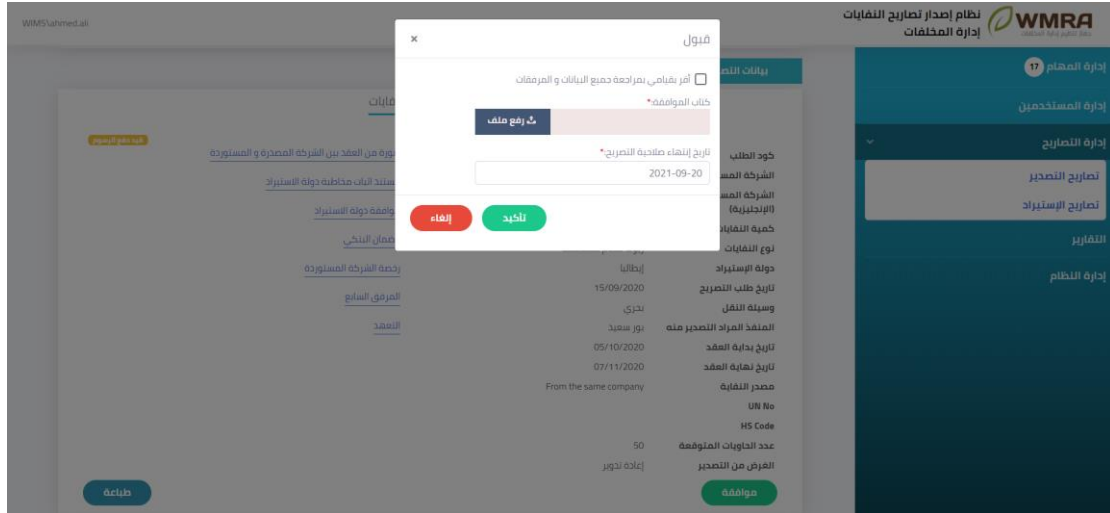 WIMS\ahmed.ali
نظام إصدار تصاريح النفايات
إدارة المخلفات
WMRA
إدارة المهام 17
إدارة المستخدمين
إدارة التصاريح
تصاريح التصدير
تصاريح الإستيراد
التقارير
إدارة النظام
قبول
×
أقر بقيامي بمراجعة جميع البيانات و المرفقات
كتاب الموافقة:*
رفع ملف
تاريخ إنتهاء صلاحية التصريح:*
2021-09-20
تأكيد
إلغاء
بيانات
قيد دفع الرسوم
كود الطلب
ورة من العقد بين الشركة المصدرة و المستوردة
الشركة
ستند اثبات مخاطبة دولة الاستيراد
الشركة
(الإنجليزية)
وافقة دولة الاستيراد
كمية النفايات
ضمان البنكي
نوع النفايات
دولة الإستيراد إيطاليا
رخصة الشركة المستوردة
تاريخ طلب التصريح 15/09/2020
المرفق السابع
وسيلة النقل بحري
المنفذ المراد التصدير منه بور سعيد
التعهد
تاريخ بداية العقد 05/10/2020
تاريخ نهاية العقد 07/11/2020
مصدر النفاية From the same company
UN No
HS Code
عدد الحاويات المتوقعة 50
الغرض من التصدير إعادة تدوير
موافقة
طباعة